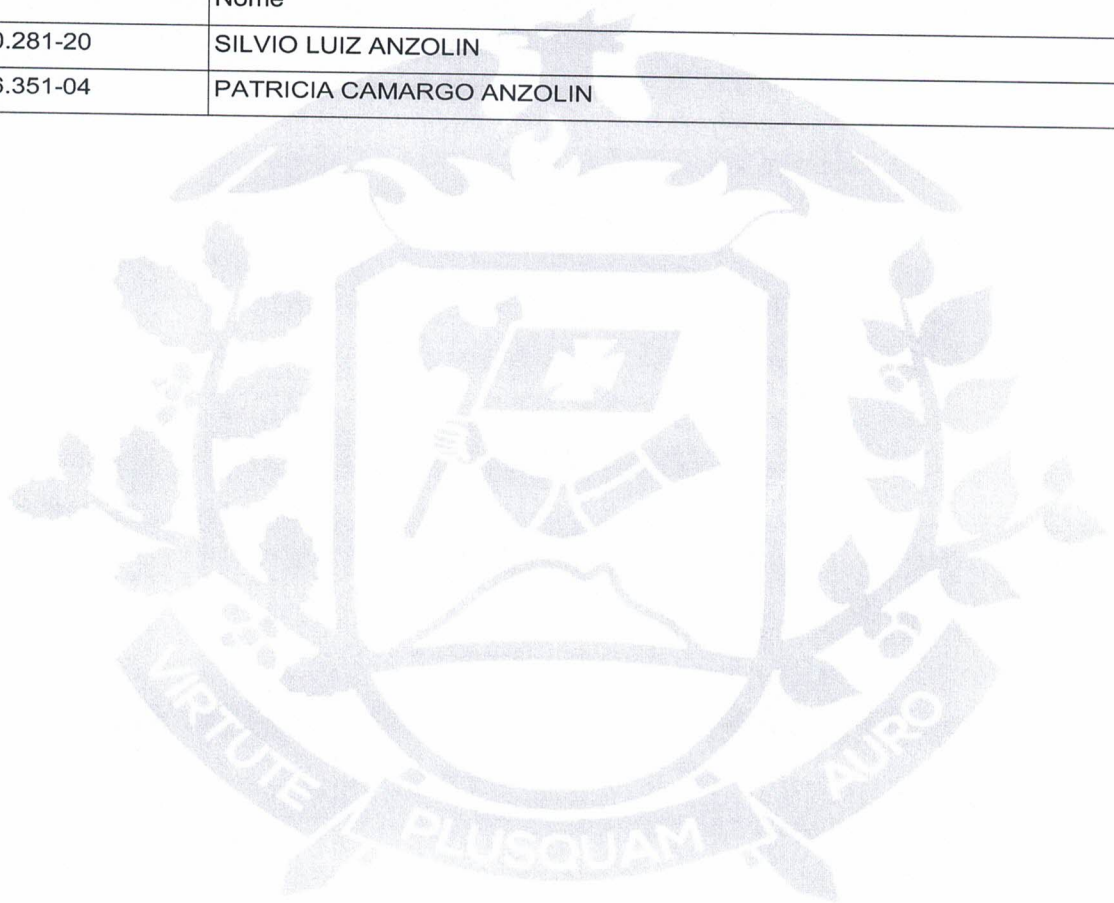 Nome
0.281-20 SILVIO LUIZ ANZOLIN
6.351-04 PATRICIA CAMARGO ANZOLIN
VIRTUTE PLUSQUAM AURO